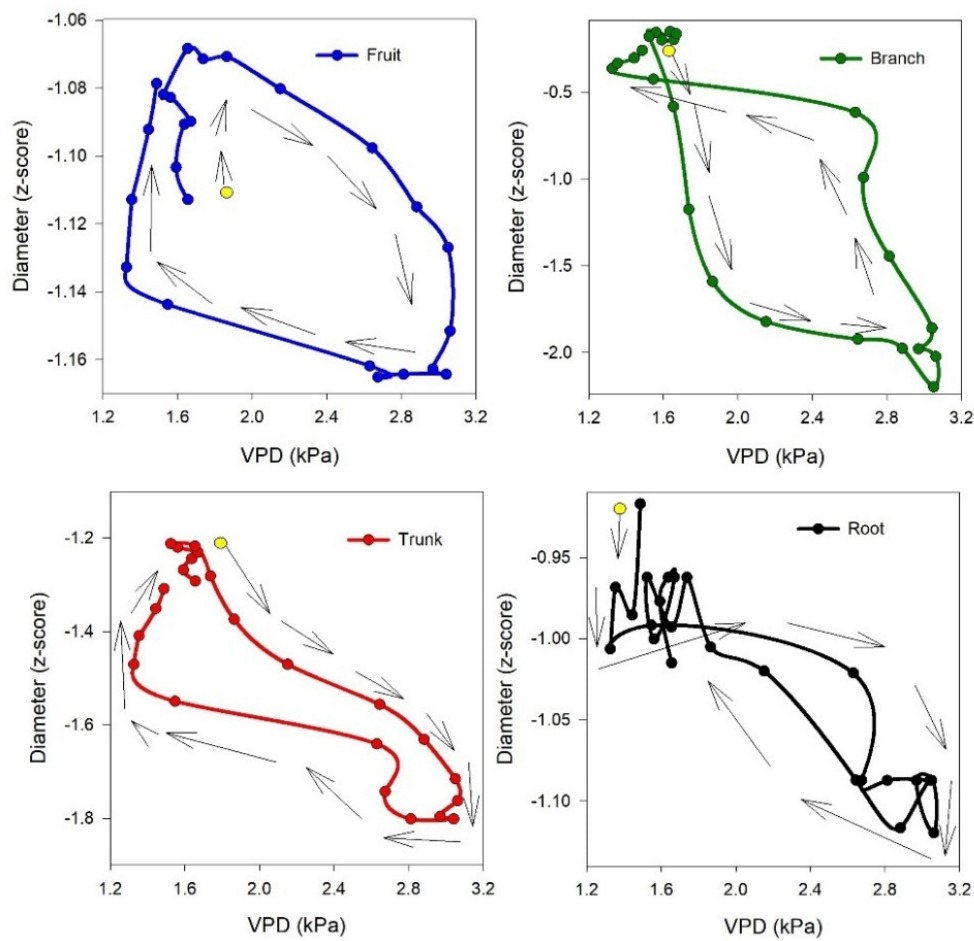 -1.06
-1.08
-1.10
-1.12
-1.14
-1.16
Diameter (z-score)
Fruit
1.2 1.6 2.0 2.4 2.8 3.2
VPD (kPa)
-0.5
-1.0
-1.5
-2.0
Diameter (z-score)
Branch
1.2 1.6 2.0 2.4 2.8 3.2
VPD (kPa)
-1.2
-1.4
-1.6
-1.8
Diameter (z-score)
Trunk
1.2 1.6 2.0 2.4 2.8 3.2
VPD (kPa)
-0.95
-1.00
-1.05
-1.10
Diameter (z-score)
Root
1.2 1.6 2.0 2.4 2.8 3.2
VPD (kPa)